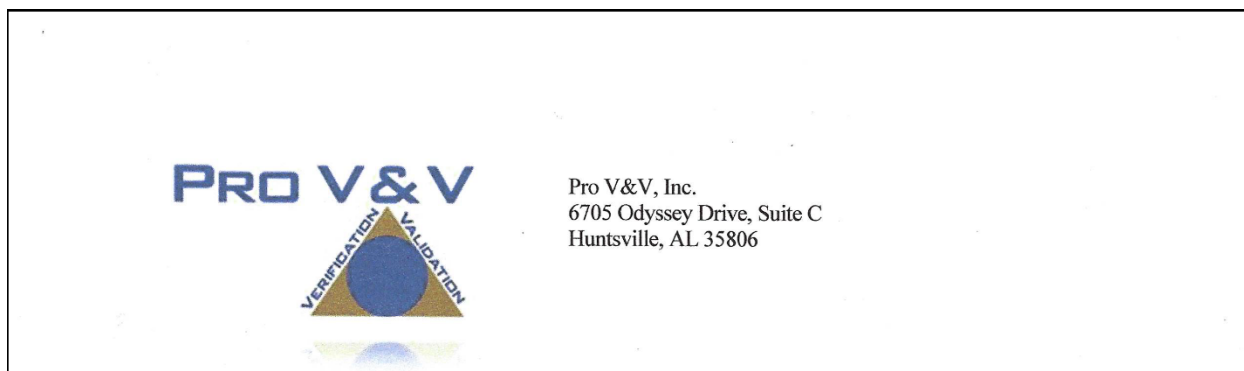 PRO V&V
VERIFICATION
VALIDATION
Pro V&V, Inc.
6705 Odyssey Drive, Suite C
Huntsville, AL 35806